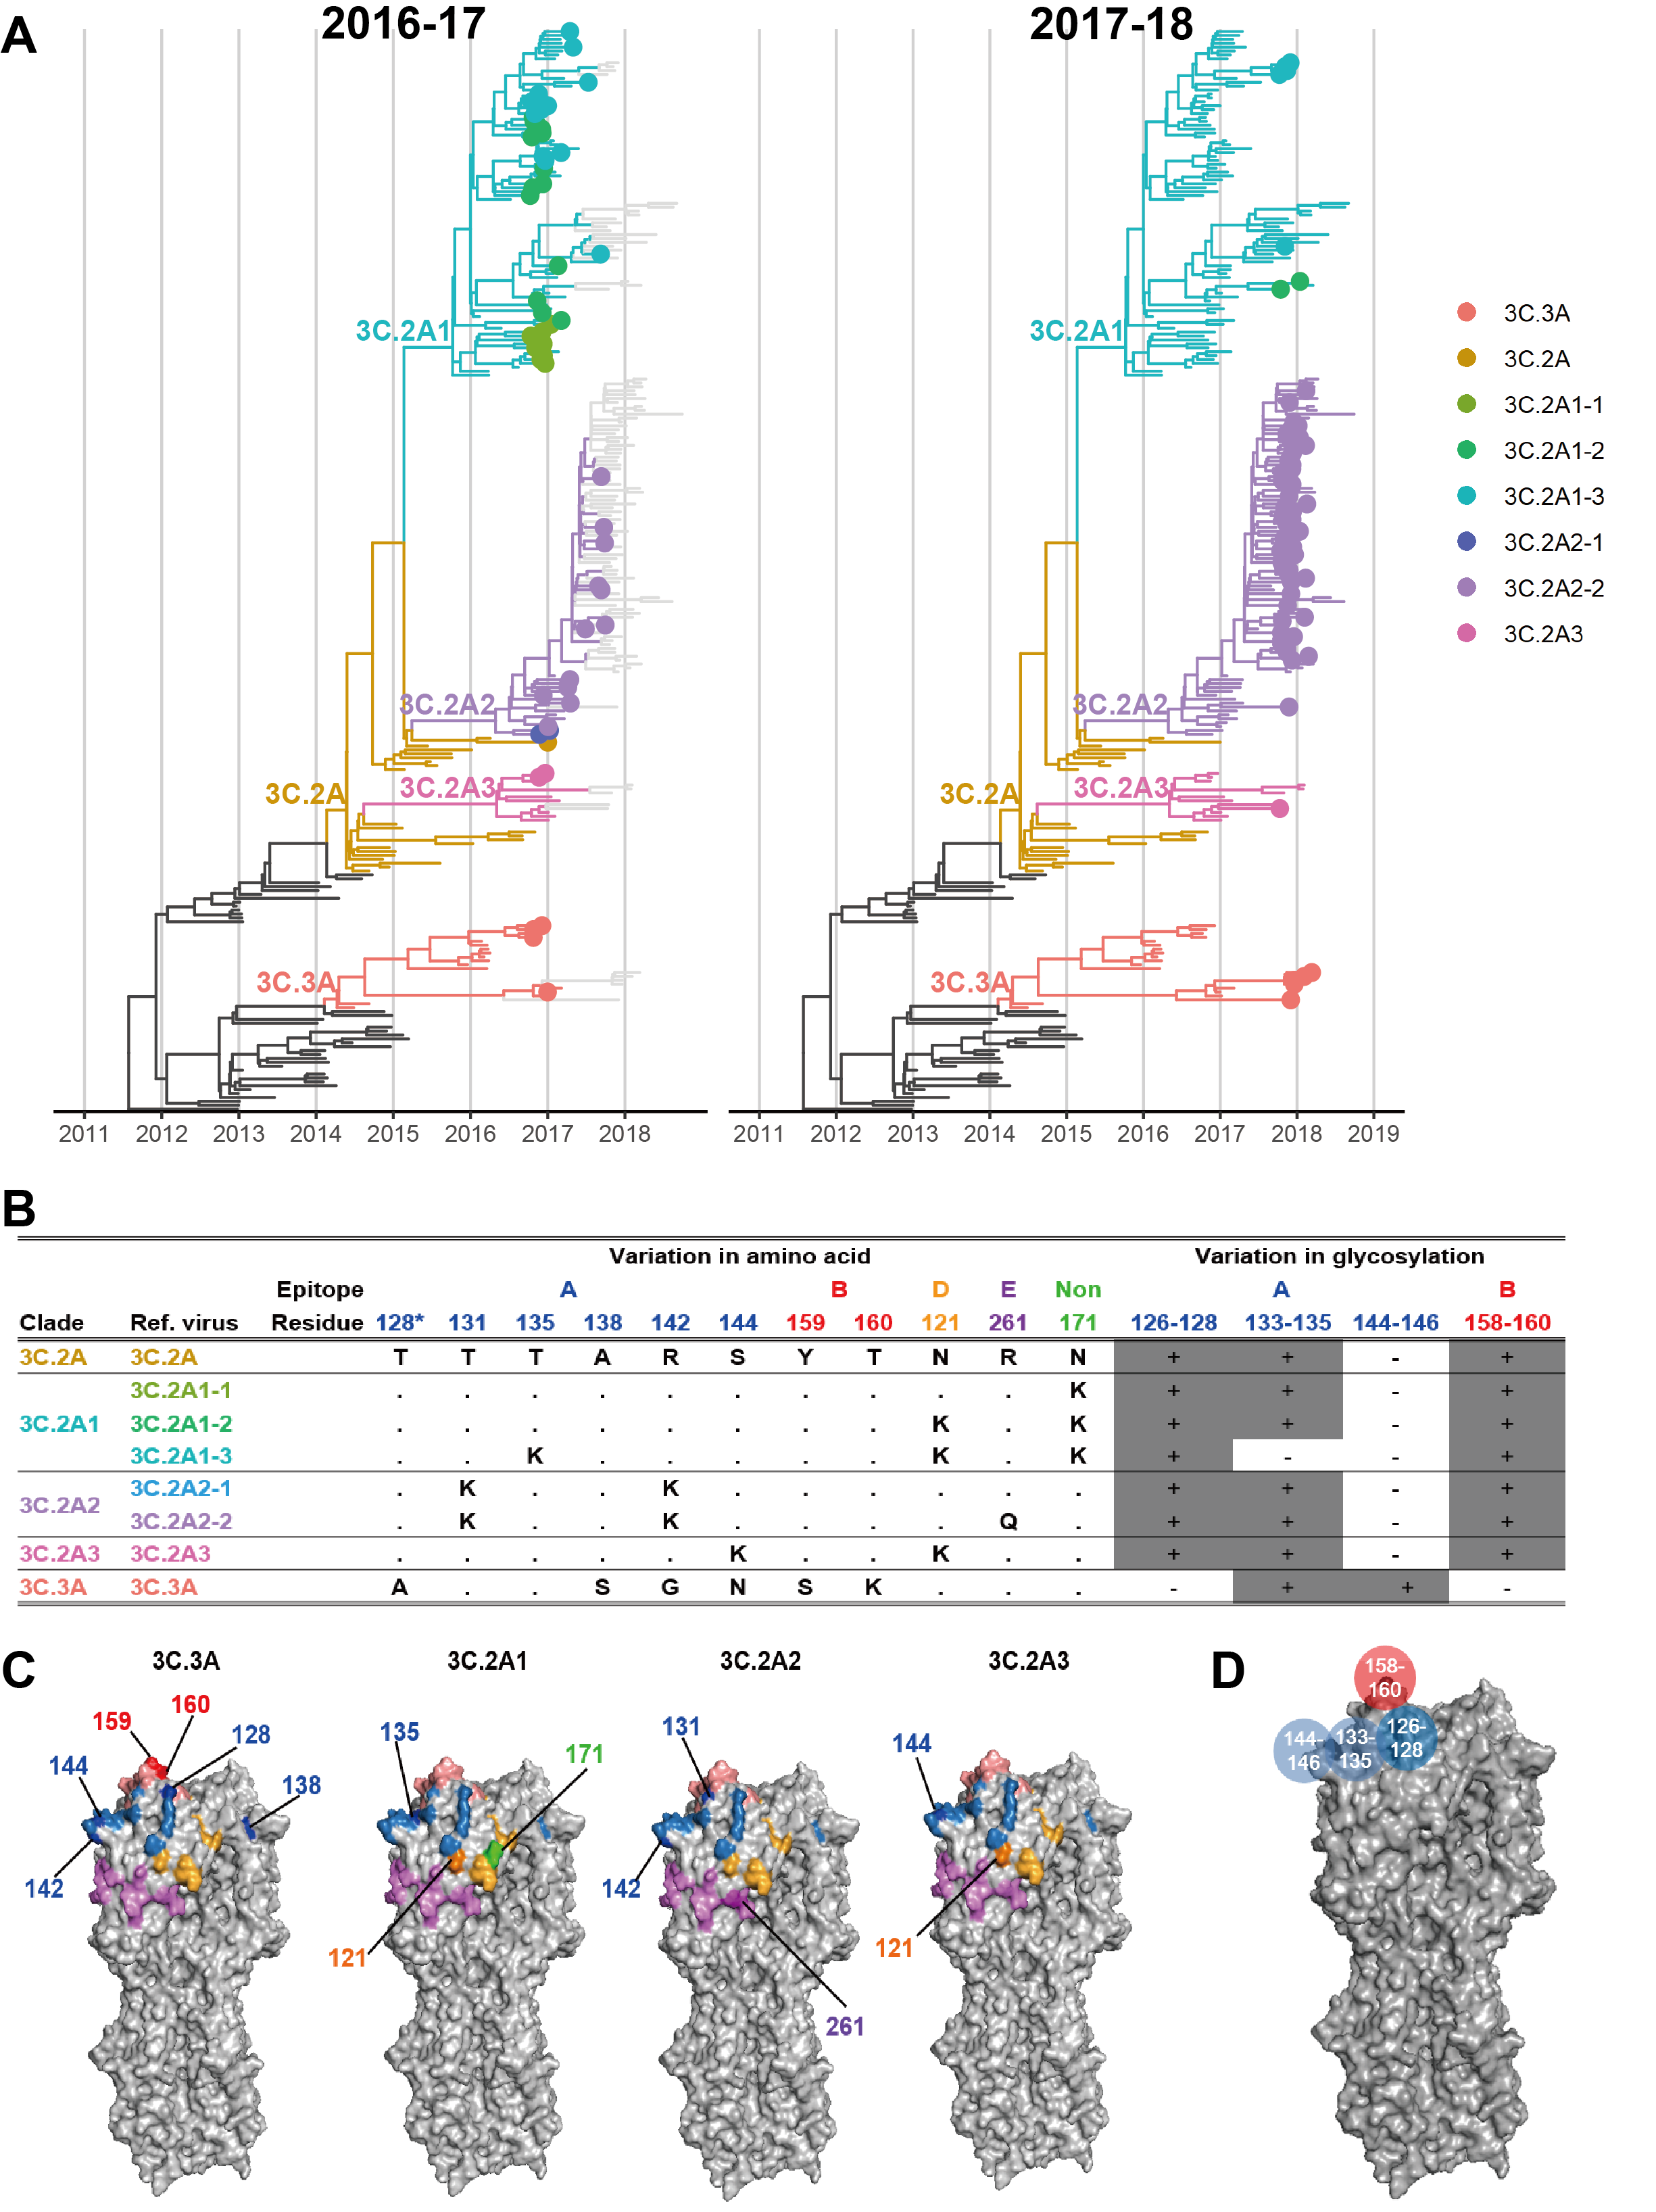 A
2016-17
2017-18
3C.2A1
3C.2A2
3C.2A3
3C.2A
3C.3A
2011 2012 2013 2014 2015 2016 2017 2018
3C.2A1
3C.2A2
3C.2A3
3C.2A
3C.3A
2011 2012 2013 2014 2015 2016 2017 2018 2019
3C.3A
3C.2A
3C.2A1-1
3C.2A1-2
3C.2A1-3
3C.2A2-1
3C.2A2-2
3C.2A3
B
Variation in amino acid Variation in glycosylation
Epitope A B D E Non A B
Clade Ref. virus Residue 128* 131 135 138 142 144 159 160 121 261 171 126-128 133-135 144-146 158-160
3C.2A 3C.2A T T T A R S Y T N R N + + - +
3C.2A1-1 . . . . . . . . . . K + + - +
3C.2A1 3C.2A1-2 . . . . . . . . K . K + + - +
3C.2A1-3 . . K . . . . . K . K + - - +
3C.2A2-1 . K . . K . . . . . . + + - +
3C.2A2
3C.2A2-2 . K . . K . . . . Q . + + - +
3C.2A3 3C.2A3 . . . . . K . . K . . + + - +
3C.3A 3C.3A A . . S G N S K . . . - + + -
C
3C.3A
159
160
128
144
138
142
3C.2A1
135
171
121
3C.2A2
131
142
261
3C.2A3
144
121
D
158-
160
144-
146
133-
135
126-
128